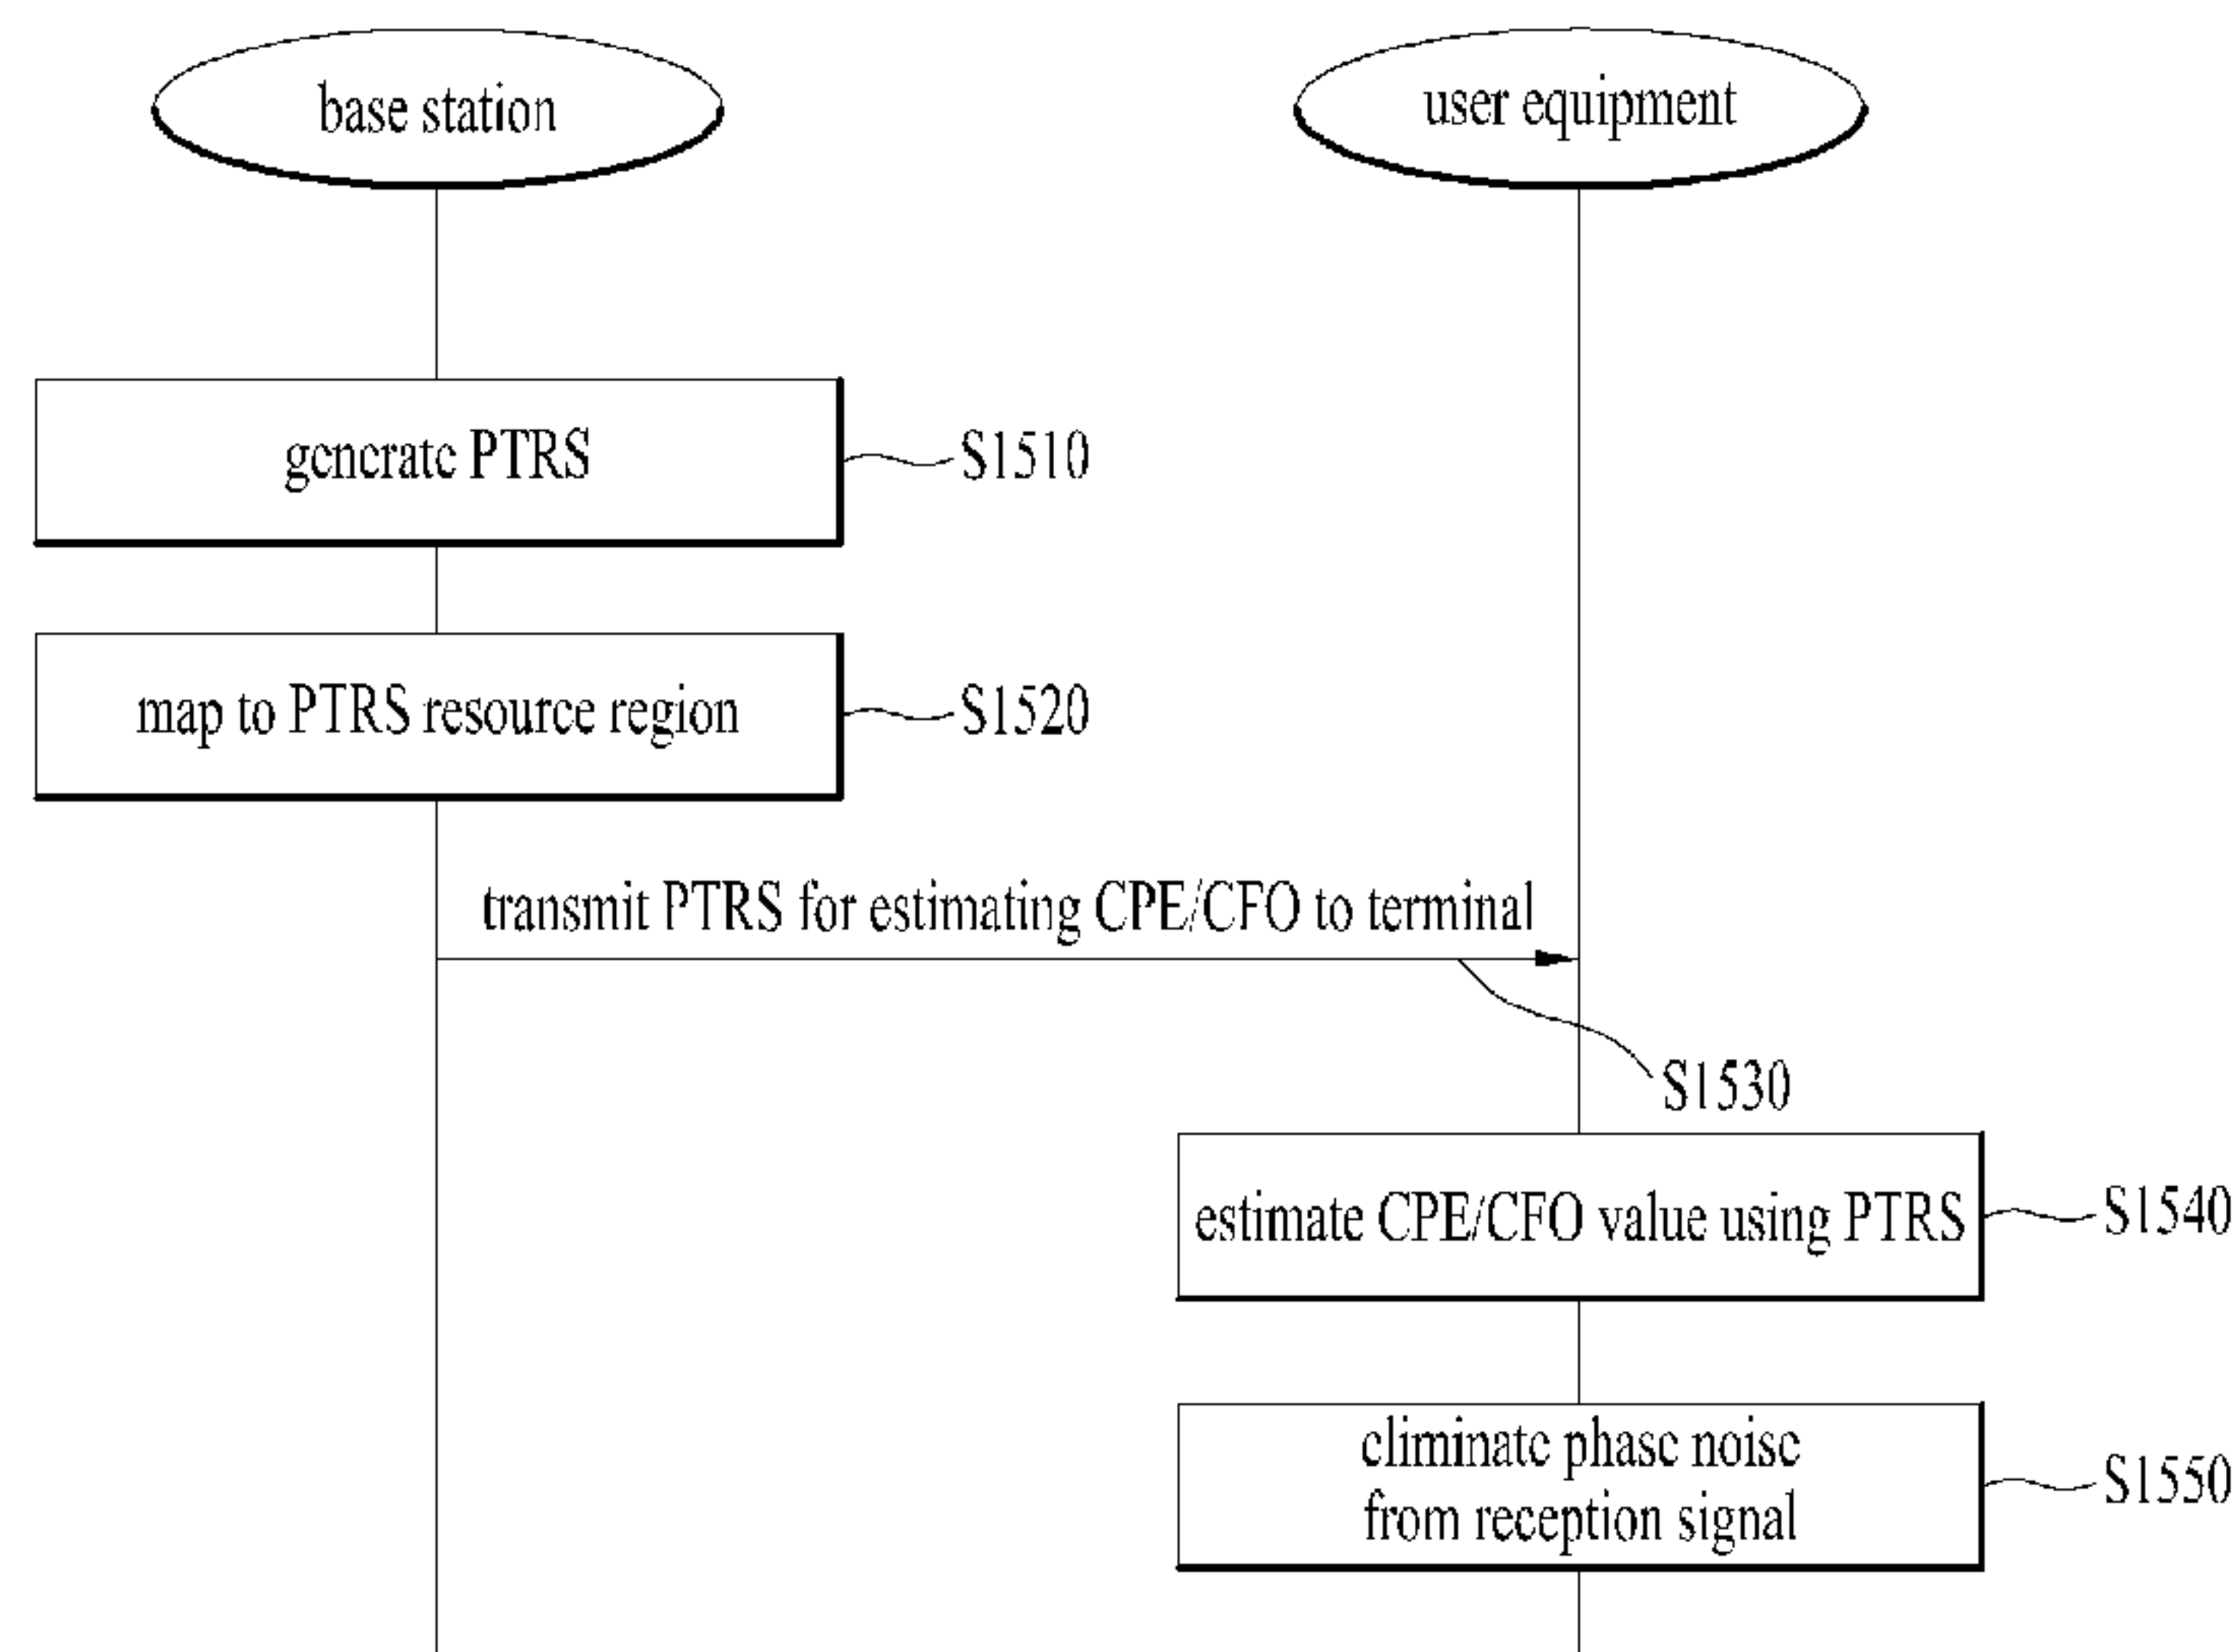 base station
user equipment
generate PTRS
S1510
map to PTRS resource region
S1520
transmit PTRS for estimating CPE/CFO to terminal
S1530
estimate CPE/CFO value using PTRS
S1540
eliminate phase noise
from reception signal
S1550